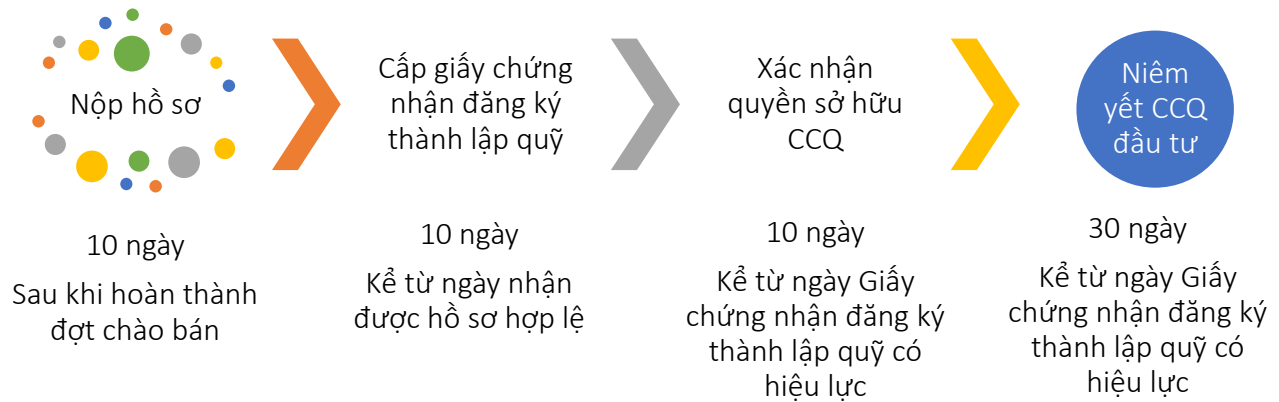 Nộp hồ sơ
Cấp giấy chứng
nhận đăng ký
thành lập quỹ
Xác nhận
quyền sở hữu
CCQ
Niêm
yết CCQ
đầu tư
10 ngày
Sau khi hoàn thành
đợt chào bán
10 ngày
Kể từ ngày nhận
được hồ sơ hợp lệ
10 ngày
Kể từ ngày Giấy
chứng nhận đăng ký
thành lập quỹ có
hiệu lực
30 ngày
Kể từ ngày Giấy
chứng nhận đăng ký
thành lập quỹ có
hiệu lực